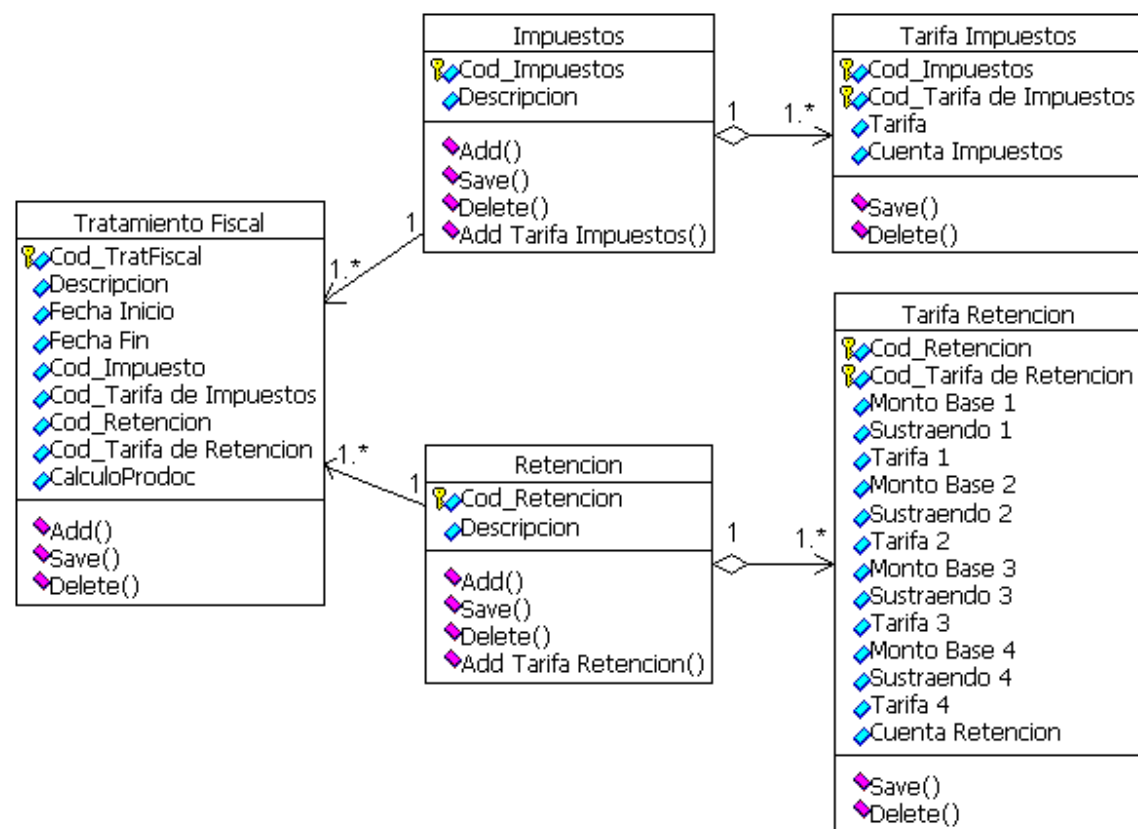 Impuestos
Cod_Impuestos
Descripcion
Add()
Save()
Delete()
Add Tarifa Impuestos()
1
1.*
Tarifa Impuestos
Cod_Impuestos
Cod_Tarifa de Impuestos
Tarifa
Cuenta Impuestos
Save()
Delete()
Tratamiento Fiscal
Cod_TratFiscal
Descripcion
Fecha Inicio
Fecha Fin
Cod_Impuesto
Cod_Tarifa de Impuestos
Cod_Retencion
Cod_Tarifa de Retencion
CalculoProdoc
Add()
Save()
Delete()
1
1.*
1.*
1
Retencion
Cod_Retencion
Descripcion
Add()
Save()
Delete()
Add Tarifa Retencion()
1
1.*
Tarifa Retencion
Cod_Retencion
Cod_Tarifa de Retencion
Monto Base 1
Sustraendo 1
Tarifa 1
Monto Base 2
Sustraendo 2
Tarifa 2
Monto Base 3
Sustraendo 3
Tarifa 3
Monto Base 4
Sustraendo 4
Tarifa 4
Cuenta Retencion
Save()
Delete()